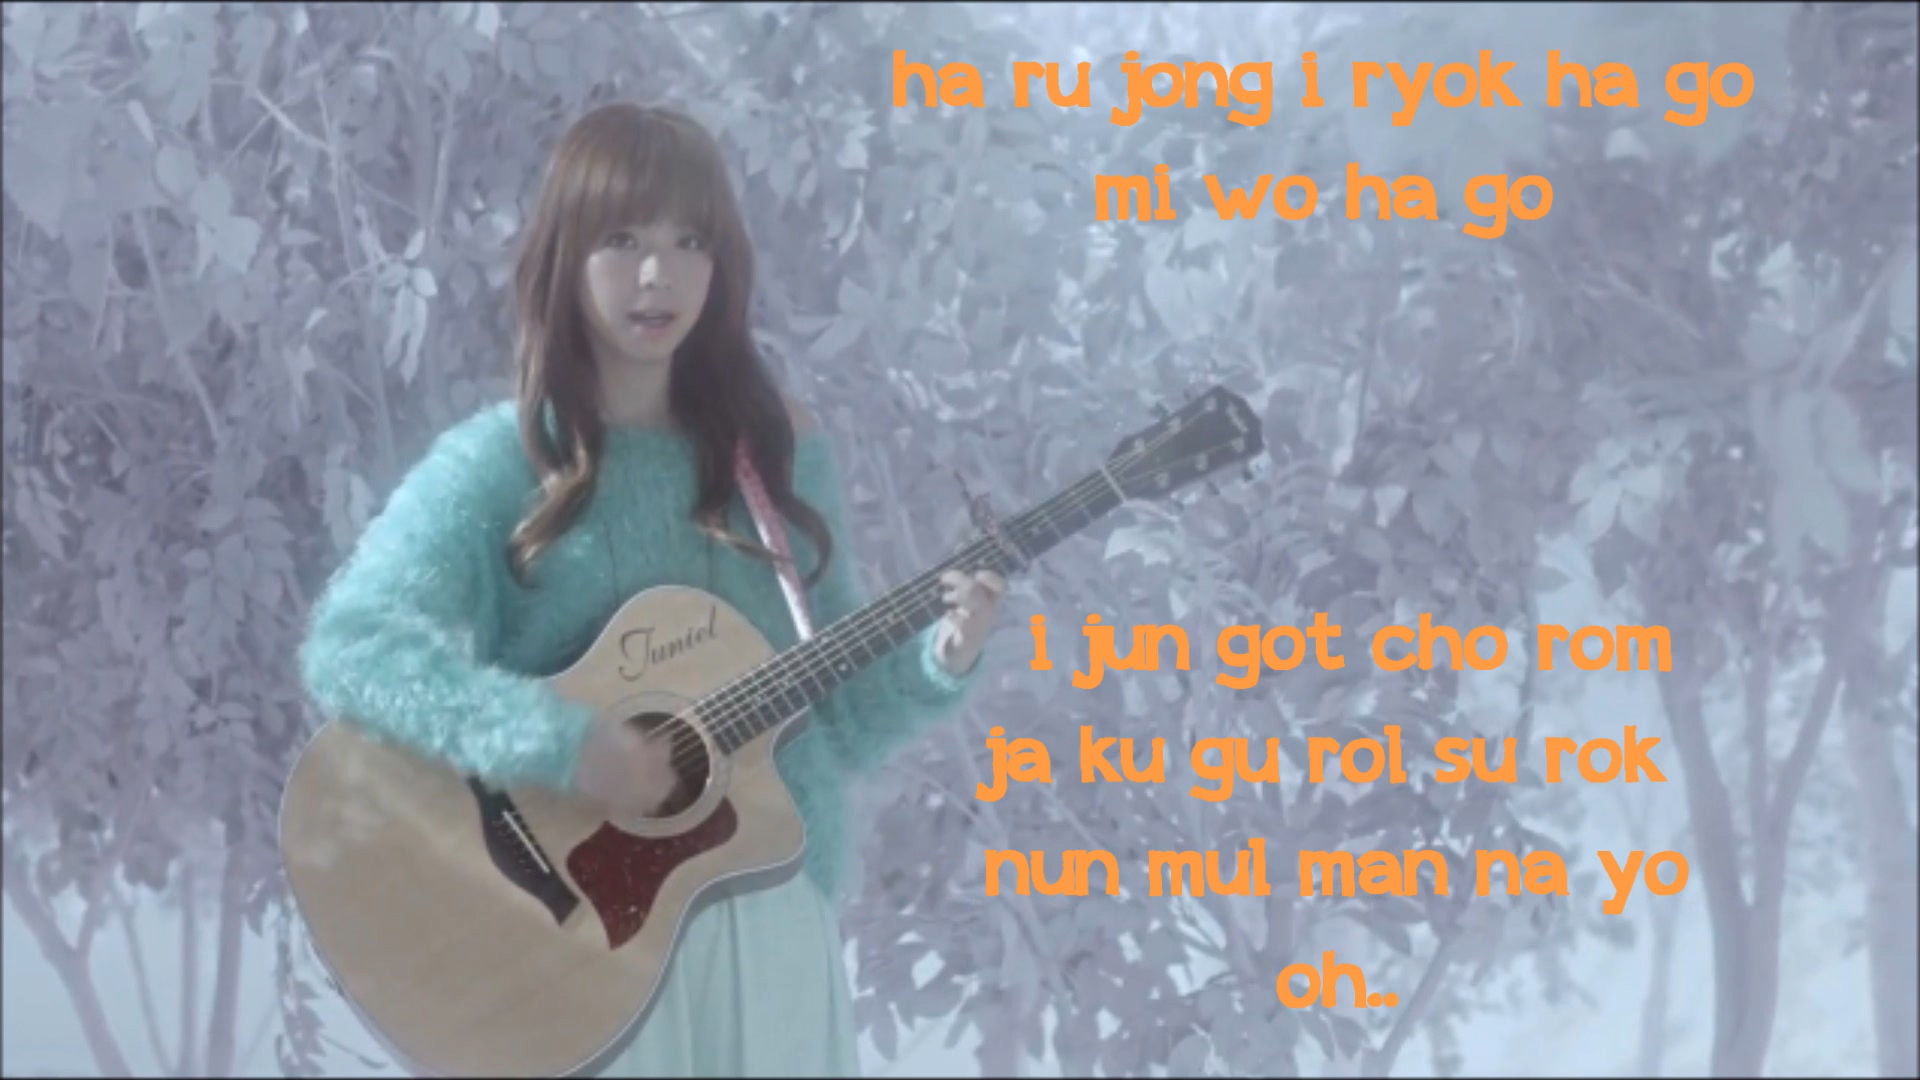 ha ru jong i ryok ha go
mi wo ha go
Juniel
i jun got cho rom
ja ku gu rol su rok
nun mul man na yo
oh..